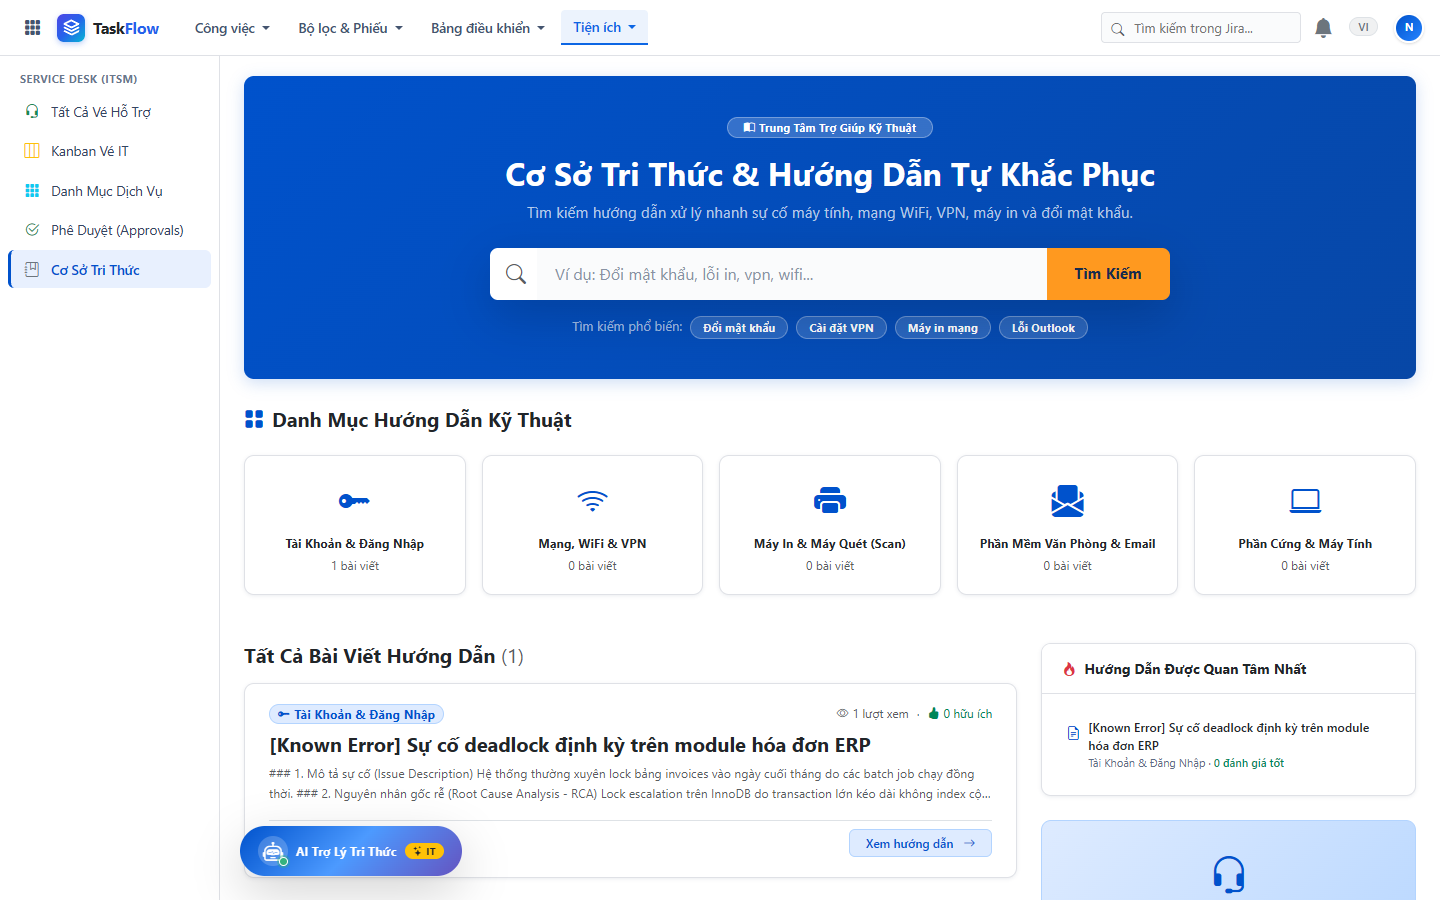 TaskFlow
Công việc
Bộ lọc & Phiếu
Bảng điều khiển
Tiện ích
Tìm kiếm trong Jira...
VI
N
SERVICE DESK (ITSM)
Tất Cả Vé Hỗ Trợ
Kanban Vé IT
Danh Mục Dịch Vụ
Phê Duyệt (Approvals)
Cơ Sở Tri Thức
Trung Tâm Trợ Giúp Kỹ Thuật
Cơ Sở Tri Thức & Hướng Dẫn Tự Khắc Phục
Tìm kiếm hướng dẫn xử lý nhanh sự cố máy tính, mạng WiFi, VPN, máy in và đổi mật khẩu.
Ví dụ: Đổi mật khẩu, lỗi in, vpn, wifi...
Tìm Kiếm
Tìm kiếm phổ biến:
Đổi mật khẩu
Cài đặt VPN
Máy in mạng
Lỗi Outlook
Danh Mục Hướng Dẫn Kỹ Thuật
Tài Khoản & Đăng Nhập
1 bài viết
Mạng, WiFi & VPN
0 bài viết
Máy In & Máy Quét (Scan)
0 bài viết
Phần Mềm Văn Phòng & Email
0 bài viết
Phần Cứng & Máy Tính
0 bài viết
Tất Cả Bài Viết Hướng Dẫn (1)
Tài Khoản & Đăng Nhập
1 lượt xem · 0 hữu ích
[Known Error] Sự cố deadlock định kỳ trên module hóa đơn ERP
### 1. Mô tả sự cố (Issue Description) Hệ thống thường xuyên lock bảng invoices vào ngày cuối tháng do các batch job chạy đồng
thời. ### 2. Nguyên nhân gốc rễ (Root Cause Analysis - RCA) Lock escalation trên InnoDB do transaction lớn kéo dài không index cộ...
Xem hướng dẫn
AI Trợ Lý Tri Thức
IT
Hướng Dẫn Được Quan Tâm Nhất
[Known Error] Sự cố deadlock định kỳ trên module
hóa đơn ERP
Tài Khoản & Đăng Nhập · 0 đánh giá tốt